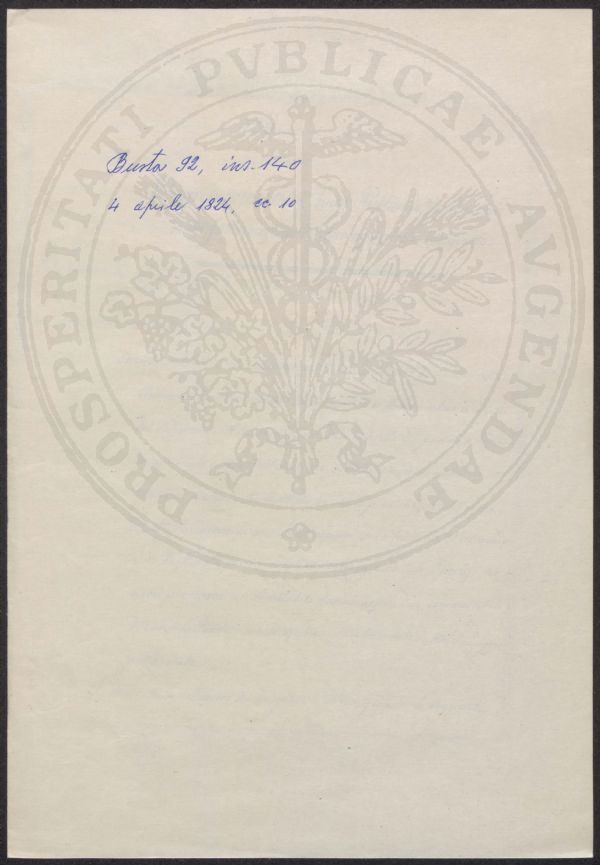 PROSPERITATI PVBLICAE AVGENDAE
Busta 92, ins. 140
4 aprile 1824, cc. 10